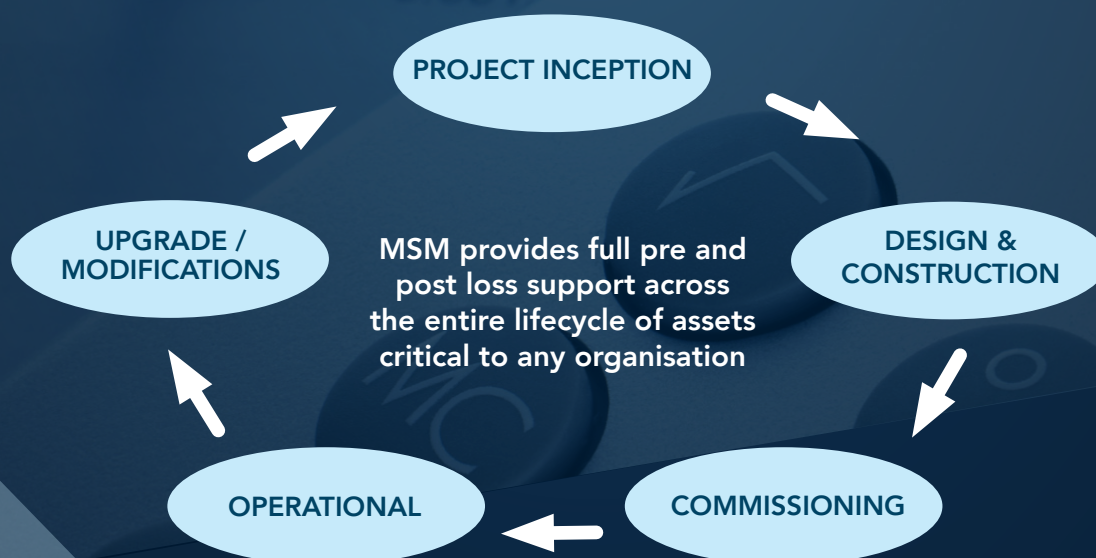 PROJECT INCEPTION
UPGRADE /
MODIFICATIONS
MSM provides full pre and
post loss support across
the entire lifecycle of assets
critical to any organisation
DESIGN &
CONSTRUCTION
MC
OPERATIONAL
COMMISSIONING